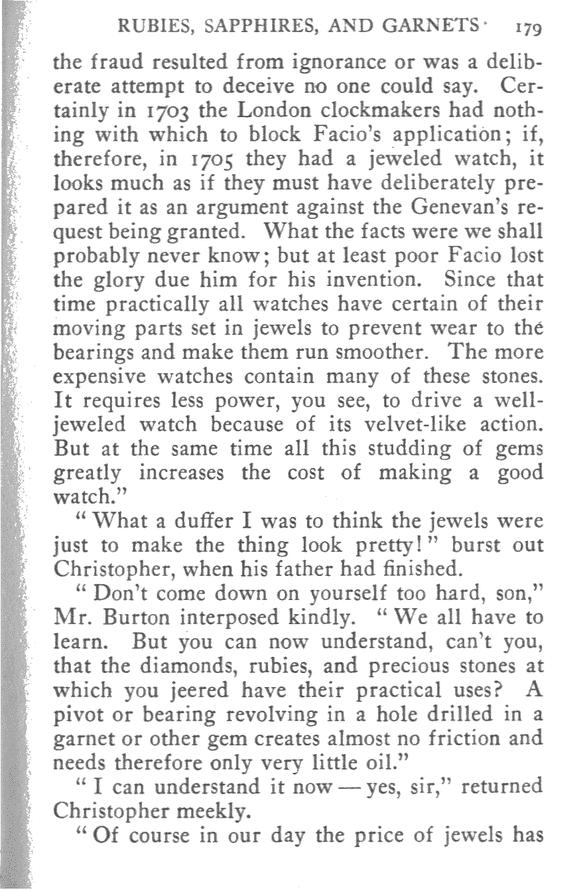 RUBIES, SAPPHIRES, AND GARNETS 179
the fraud resulted from ignorance or was a delib-
erate attempt to deceive no one could say. Cer-
tainly in 1703 the London clockmakers had noth-
ing with which to block Facio's application; if,
therefore, in 1705 they had a jeweled watch, it
looks much as if they must have deliberately pre-
pared it as an argument against the Genevan's re-
quest being granted. What the facts were we shall
probably never know; but at least poor Facio lost
the glory due him for his invention. Since that
time practically all watches have certain of their
moving parts set in jewels to prevent wear to the
bearings and make them run smoother. The more
expensive watches contain many of these stones.
It requires less power, you see, to drive a well-
jeweled watch because of its velvet-like action.
But at the same time all this studding of gems
greatly increases the cost of making a good
watch."
"What a duffer I was to think the jewels were
just to make the thing look pretty!" burst out
Christopher, when his father had finished.
"Don't come down on yourself too hard, son,"
Mr. Burton interposed kindly. "We all have to
learn. But you can now understand, can't you,
that the diamonds, rubies, and precious stones at
which you jeered have their practical uses? A
pivot or bearing revolving in a hole drilled in a
garnet or other gem creates almost no friction and
needs therefore only very little oil."
"I can understand it now — yes, sir," returned
Christopher meekly.
"Of course in our day the price of jewels has